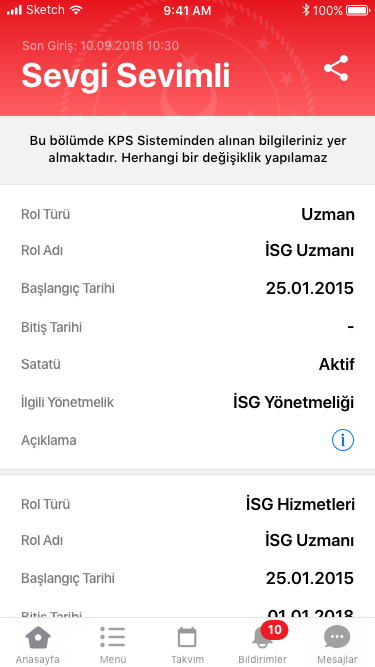 Sketch 9:41 AM 100%
Son Giriş: 10.09.2018 10:30
Sevgi Sevimli
Bu bölümde KPS Sisteminden alınan bilgileriniz yer
almaktadır. Herhangi bir değişiklik yapılamaz
Rol Türü Uzman
Rol Adı İSG Uzmanı
Başlangıç Tarihi 25.01.2015
Bitiş Tarihi -
Satatü Aktif
İlgili Yönetmelik İSG Yönetmeliği
Açıklama i
Rol Türü İSG Hizmetleri
Rol Adı İSG Uzmanı
Başlangıç Tarihi 25.01.2015
Bitiş Tarihi 01.01.2018
10
Anasayfa Menü Takvim Bildirimler Mesajlar